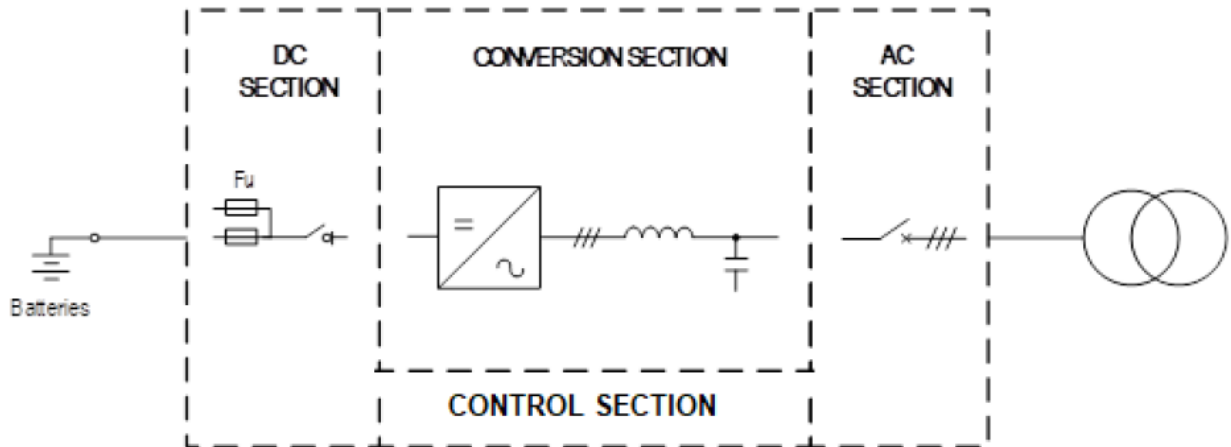 DC
SECTION
CONVERSION SECTION
AC
SECTION
Fu
Batteries
CONTROL SECTION